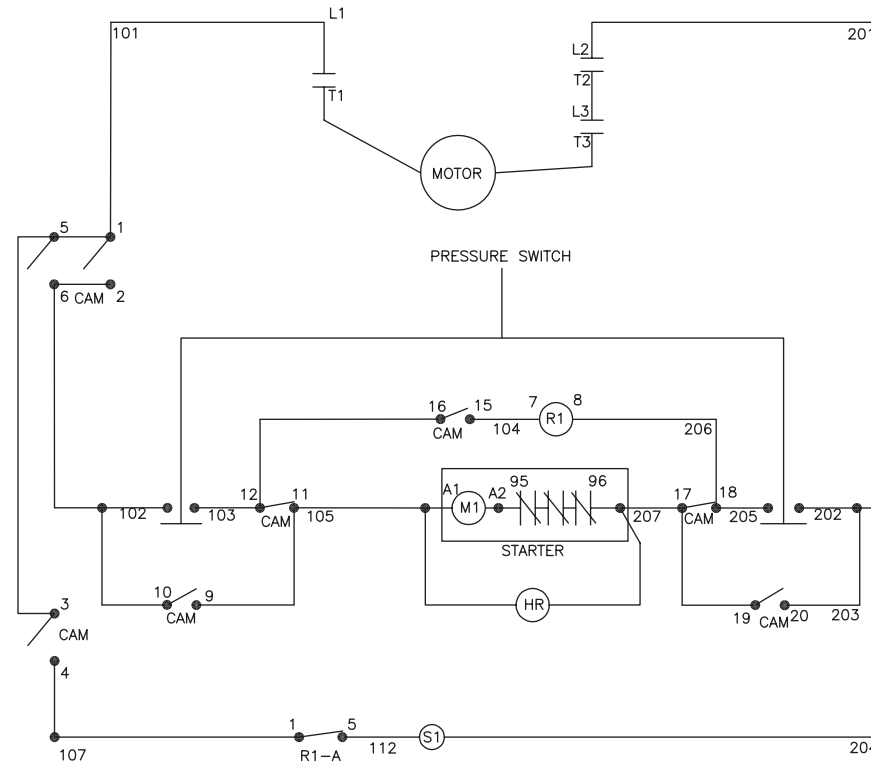 L1
101
201
L2
T2
T1
L3
T3
MOTOR
5
1
PRESSURE SWITCH
6 CAM 2
16 15 7 8
R1
CAM
104
206
12 11
A1 A2 95 96
17 18
M1
102
103
CAM
105
207
CAM
205
202
STARTER
10 9
CAM
HR
19 CAM 20 203
3
CAM
4
1 5
S1
107
R1-A
112
204